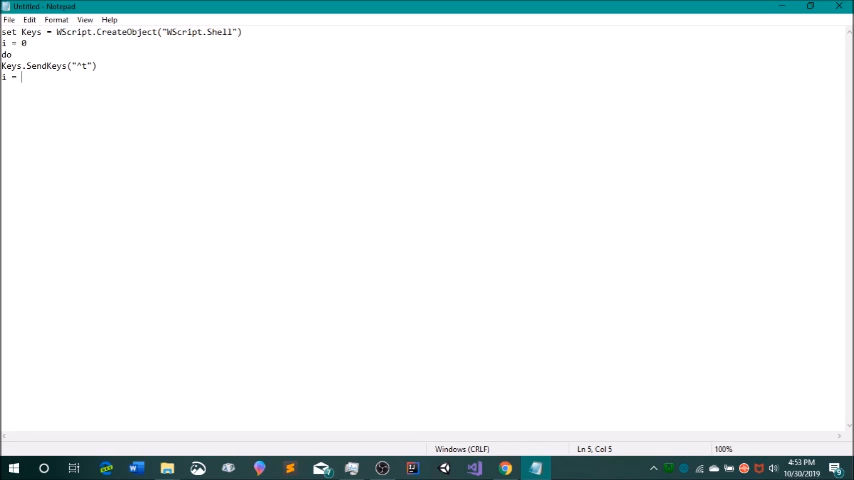 Untitled - Notepad
File Edit Format View Help
set Keys = WScript.CreateObject("WScript.Shell")
i = 0
do
Keys.SendKeys("^t")
i =
Windows (CRLF) Ln 5, Col 5 100%
4:53 PM
10/30/2019